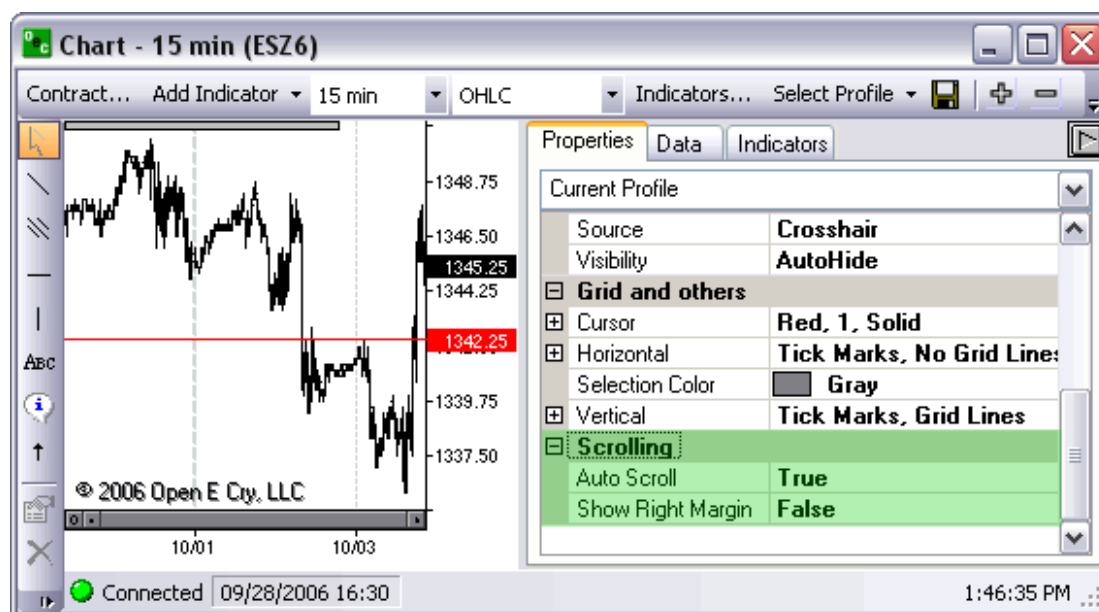 Oec Chart - 15 min (ESZ6)
Contract... Add Indicator 15 min OHLC Indicators... Select Profile
Properties Data Indicators
Current Profile
Source Crosshair
Visibility AutoHide
Grid and others
Cursor Red, 1, Solid
Horizontal Tick Marks, No Grid Lines
Selection Color Gray
Vertical Tick Marks, Grid Lines
Scrolling
Auto Scroll True
Show Right Margin False
1348.75
1346.50
1345.25
1344.25
1342.25
1339.75
1337.50
ABC
© 2006 Open E Cry, LLC
10/01 10/03
Connected 09/28/2006 16:30 1:46:35 PM